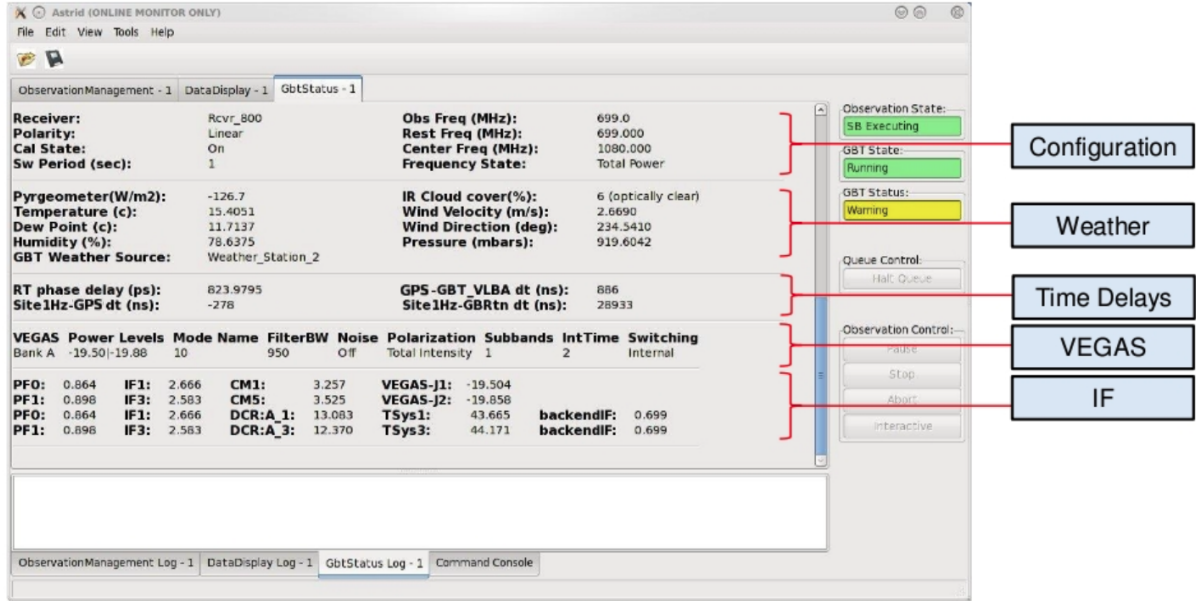 Astrid (ONLINE MONITOR ONLY)
File Edit View Tools Help
ObservationManagement - 1 DataDisplay - 1 GbtStatus - 1
Receiver: Rcvr_800 Obs Freq (MHz): 699.0
Polarity: Linear Rest Freq (MHz): 699.000
Cal State: On Center Freq (MHz): 1080.000
Sw Period (sec): 1 Frequency State: Total Power
Pyrgeometer(W/m2): -126.7 IR Cloud cover(%): 6 (optically clear)
Temperature (c): 15.4051 Wind Velocity (m/s): 2.6690
Dew Point (c): 11.7137 Wind Direction (deg): 234.5410
Humidity (%): 78.6375 Pressure (mbars): 919.6042
GBT Weather Source: Weather_Station_2
RT phase delay (ps): 823.9795 GPS-GBT_VLBA dt (ns): 886
Site1Hz-GPS dt (ns): -278 Site1Hz-GBRtn dt (ns): 28933
VEGAS Power Levels Mode Name FilterBW Noise Polarization Subbands IntTime Switching
Bank A -19.50|-19.88 10 950 Off Total Intensity 1 2 Internal
PF0: 0.864 IF1: 2.666 CM1: 3.257 VEGAS-J1: -19.504
PF1: 0.898 IF3: 2.583 CM5: 3.525 VEGAS-J2: -19.858
PF0: 0.864 IF1: 2.666 DCR:A_1: 13.083 TSys1: 43.665 backendIF: 0.699
PF1: 0.898 IF3: 2.583 DCR:A_3: 12.370 TSys3: 44.171 backendIF: 0.699
Observation State:
SB Executing
GBT State:
Running
GBT Status:
Warning
Queue Control:
Halt Queue
Observation Control:
Pause
Stop
Abort
Interactive
Configuration
Weather
Time Delays
VEGAS
IF
ObservationManagement Log - 1 DataDisplay Log - 1 GbtStatus Log - 1 Command Console